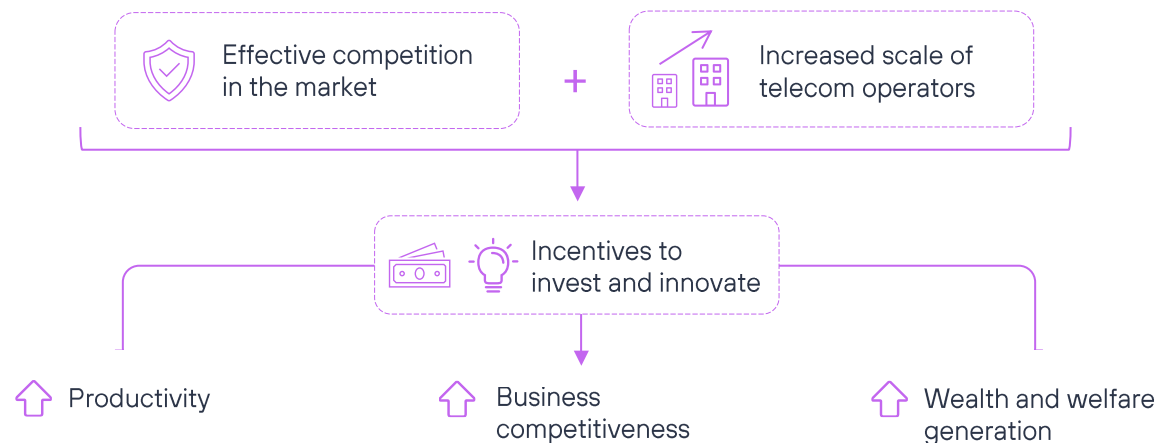 Effective competition
in the market
+
Increased scale of
telecom operators
Incentives to
invest and innovate
Productivity
Business
competitiveness
Wealth and welfare
generation